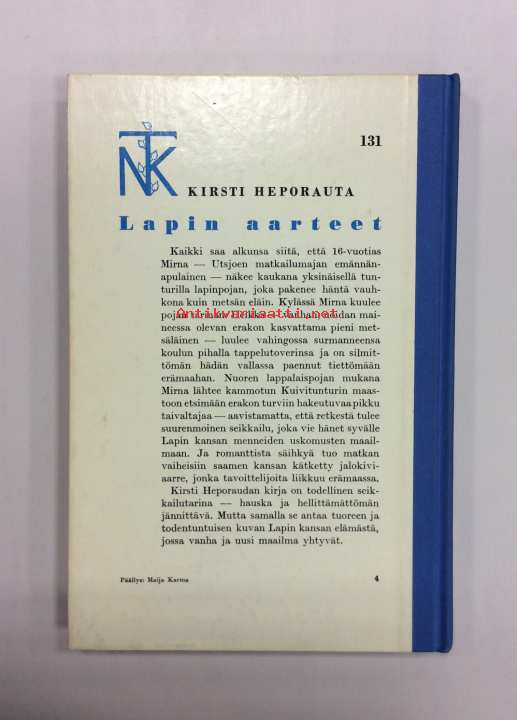 131
NTK
KIRSTI HEPORAUTA
Lapin aarteet
Kaikki saa alkunsa siitä, että 16-vuotias
Mirna — Utsjoen matkailumajan emännän-
apulainen — näkee kaukana yksinäisellä tun-
turilla lapinpojan, joka pakenee häntä vauh-
kona kuin metsän eläin. Kylässä Mirna kuulee
pojan
Antikvariaatti.net
maineessa olevan erakon kasvattama pieni met-
säläinen — luulee vahingossa surmanneensa
koulun pihalla tappelutoverinsa ja on silmit-
tömän hädän vallassa paennut tiettömään
erämaahan. Nuoren lappalaispojan mukana
Mirna lähtee kammotun Kuivitunturin maas-
toon etsimään erakon turviin hakeutuvaa pikku
taivaltajaa — aavistamatta, että retkestä tulee
suurenmoinen seikkailu, joka vie hänet syvälle
Lapin kansan menneiden uskomusten maail-
maan. Ja romanttista säihkyä tuo matkan
vaiheisiin saamen kansan kätketty jalokivi-
aarre, jonka tavoittelijoita liikkuu erämaassa.
Kirsti Heporaudan kirja on todellinen seik-
kailutarina — hauska ja hellittämättömän
jännittävä. Mutta samalla se antaa tuoreen ja
todentuntuisen kuvan Lapin kansan elämästä,
jossa vanha ja uusi maailma yhtyvät.
Päällys: Maija Karma
4